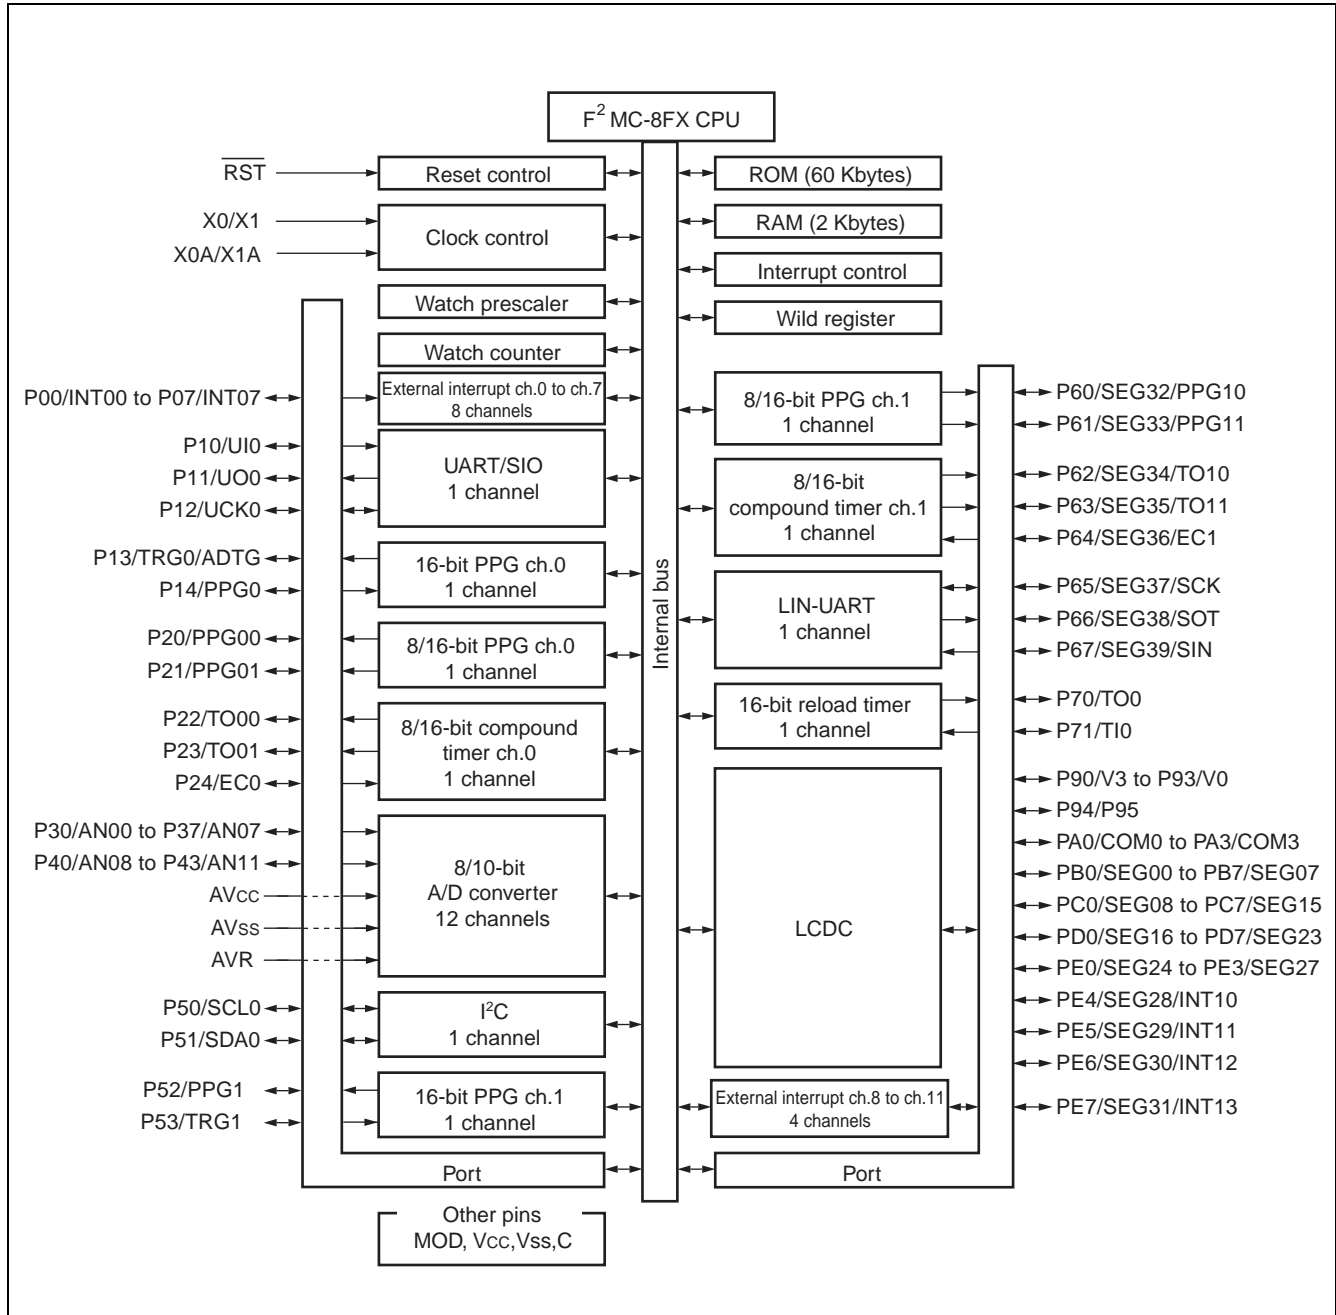 F2 MC-8FX CPU
RST
X0/X1
X0A/X1A
Reset control
Clock control
Watch prescaler
Watch counter
External interrupt ch.0 to ch.7
8 channels
UART/SIO
1 channel
16-bit PPG ch.0
1 channel
8/16-bit PPG ch.0
1 channel
8/16-bit compound
timer ch.0
1 channel
8/10-bit
A/D converter
12 channels
I2C
1 channel
16-bit PPG ch.1
1 channel
Port
P00/INT00 to P07/INT07
P10/UI0
P11/UO0
P12/UCK0
P13/TRG0/ADTG
P14/PPG0
P20/PPG00
P21/PPG01
P22/TO00
P23/TO01
P24/EC0
P30/AN00 to P37/AN07
P40/AN08 to P43/AN11
AVCC
AVSS
AVR
P50/SCL0
P51/SDA0
P52/PPG1
P53/TRG1
Internal bus
ROM (60 Kbytes)
RAM (2 Kbytes)
Interrupt control
Wild register
8/16-bit PPG ch.1
1 channel
8/16-bit
compound timer ch.1
1 channel
LIN-UART
1 channel
16-bit reload timer
1 channel
LCDC
External interrupt ch.8 to ch.11
4 channels
Port
P60/SEG32/PPG10
P61/SEG33/PPG11
P62/SEG34/TO10
P63/SEG35/TO11
P64/SEG36/EC1
P65/SEG37/SCK
P66/SEG38/SOT
P67/SEG39/SIN
P70/TO0
P71/TI0
P90/V3 to P93/V0
P94/P95
PA0/COM0 to PA3/COM3
PB0/SEG00 to PB7/SEG07
PC0/SEG08 to PC7/SEG15
PD0/SEG16 to PD7/SEG23
PE0/SEG24 to PE3/SEG27
PE4/SEG28/INT10
PE5/SEG29/INT11
PE6/SEG30/INT12
PE7/SEG31/INT13
Other pins
MOD, VCC,VSS,C